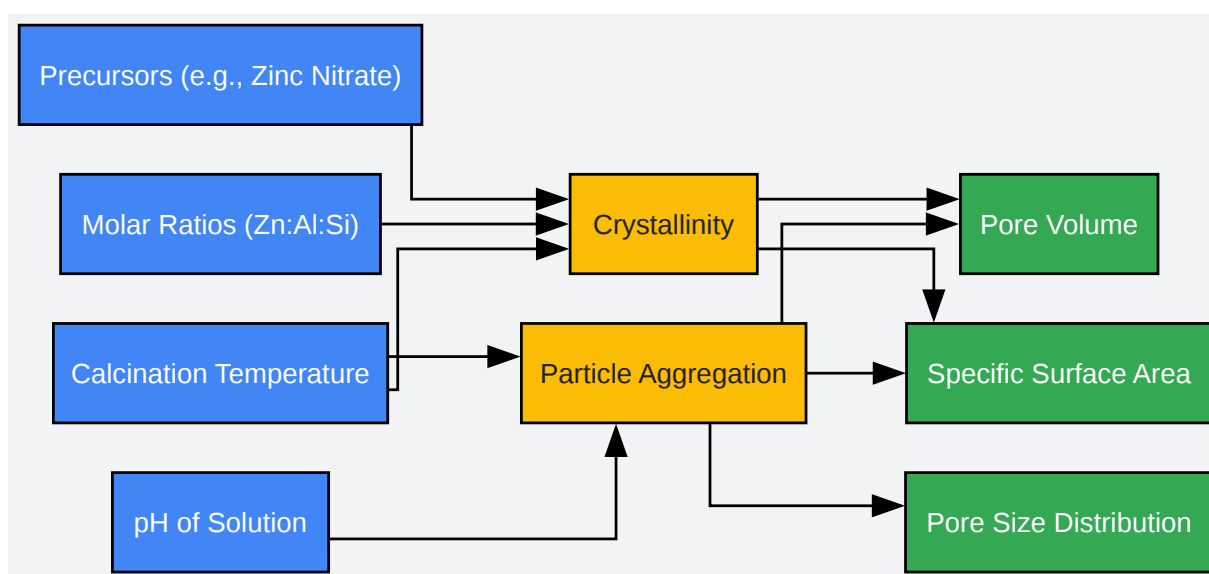 Precursors (e.g., Zinc Nitrate)
Molar Ratios (Zn:Al:Si)
Crystallinity
Pore Volume
Calcination Temperature
Particle Aggregation
Specific Surface Area
pH of Solution
Pore Size Distribution